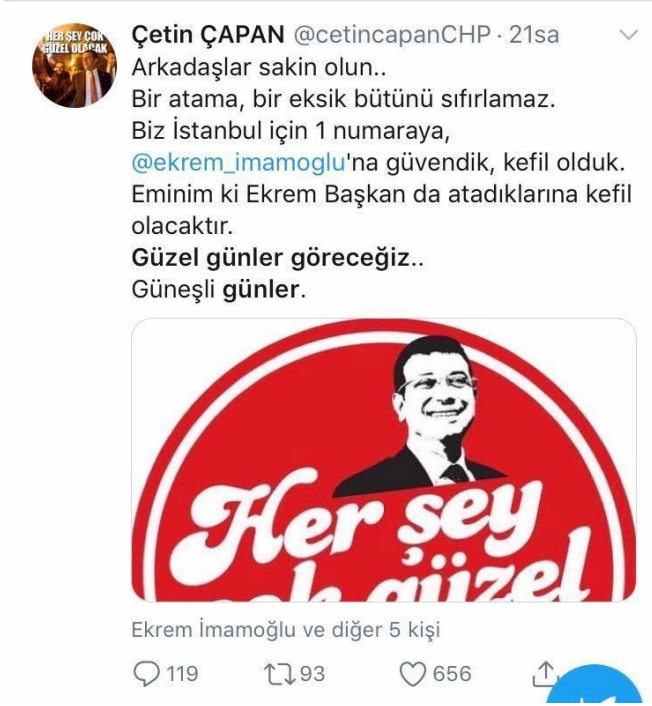 HER ŞEY ÇOK
GÜZEL OLACAK
Çetin ÇAPAN @cetincapanCHP · 21sa
Arkadaşlar sakin olun..
Bir atama, bir eksik bütünü sıfırlamaz.
Biz İstanbul için 1 numaraya,
@ekrem_imamoglu'na güvendik, kefil olduk.
Eminim ki Ekrem Başkan da atadıklarına kefil
olacaktır.
Güzel günler göreceğiz..
Güneşli günler.
Her şey
çok güzel
Ekrem İmamoğlu ve diğer 5 kişi
119 93 656